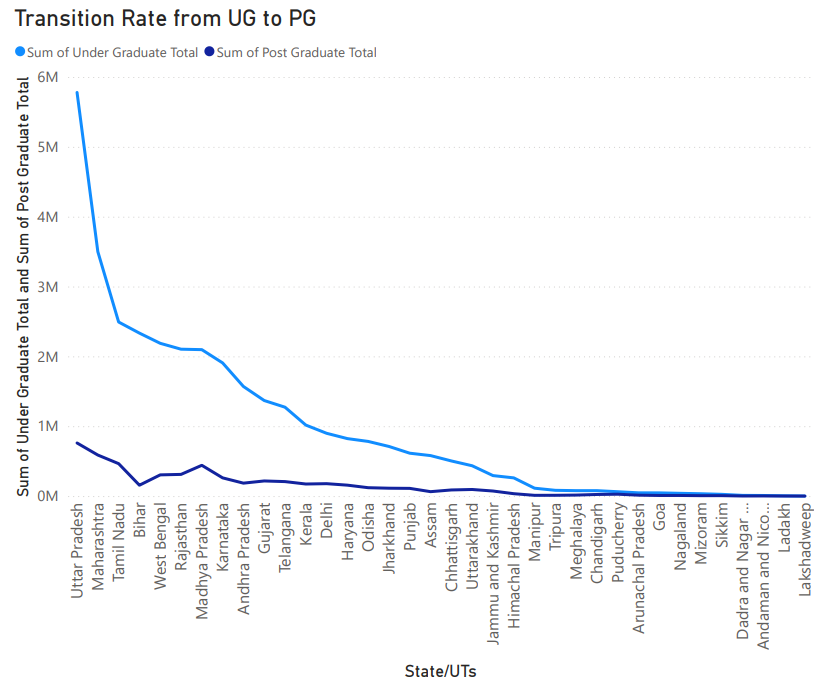 Transition Rate from UG to PG
Sum of Under Graduate Total Sum of Post Graduate Total
Sum of Under Graduate Total and Sum of Post Graduate Total
6M
5M
4M
3M
2M
1M
0M
Uttar Pradesh
Maharashtra
Tamil Nadu
Bihar
West Bengal
Rajasthan
Madhya Pradesh
Karnataka
Andhra Pradesh
Gujarat
Telangana
Kerala
Delhi
Haryana
Odisha
Jharkhand
Punjab
Assam
Chhattisgarh
Uttarakhand
Jammu and Kashmir
Himachal Pradesh
Manipur
Tripura
Meghalaya
Chandigarh
Puducherry
Arunachal Pradesh
Goa
Nagaland
Mizoram
Sikkim
Dadra and Nagar ...
Andaman and Nico...
Ladakh
Lakshadweep
State/UTs